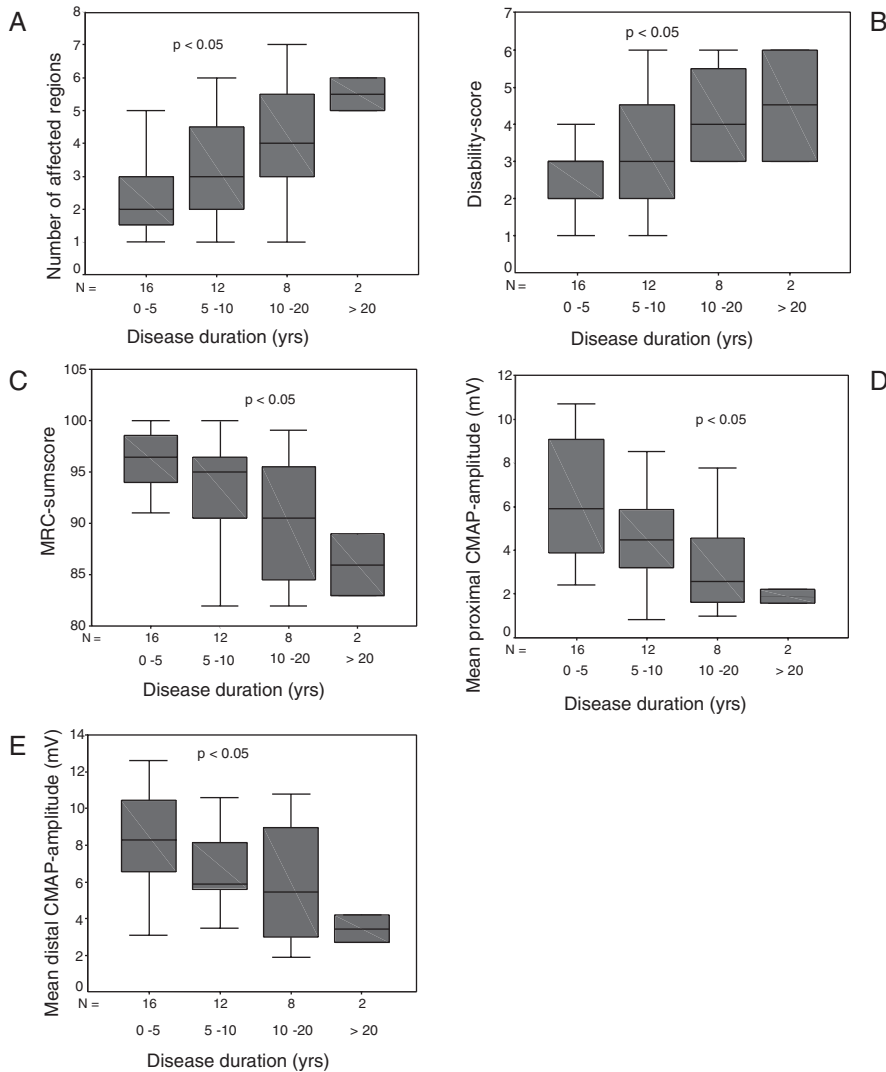 A
Number of affected regions
8
7
6
5
4
3
2
1
0
p < 0.05
N =
16 12 8 2
0 -5 5 -10 10 -20 > 20
Disease duration (yrs)
B
Disability-score
7
6
5
4
3
2
1
0
p < 0.05
N =
16 12 8 2
0 -5 5 -10 10 -20 > 20
Disease duration (yrs)
C
MRC-sumscore
105
100
95
90
85
80
p < 0.05
N =
16 12 8 2
0 -5 5 -10 10 -20 > 20
Disease duration (yrs)
D
Mean proximal CMAP-amplitude (mV)
12
10
8
6
4
2
0
p < 0.05
N =
16 12 8 2
0 -5 5 -10 10 -20 > 20
Disease duration (yrs)
E
Mean distal CMAP-amplitude (mV)
14
12
10
8
6
4
2
0
p < 0.05
N =
16 12 8 2
0 -5 5 -10 10 -20 > 20
Disease duration (yrs)